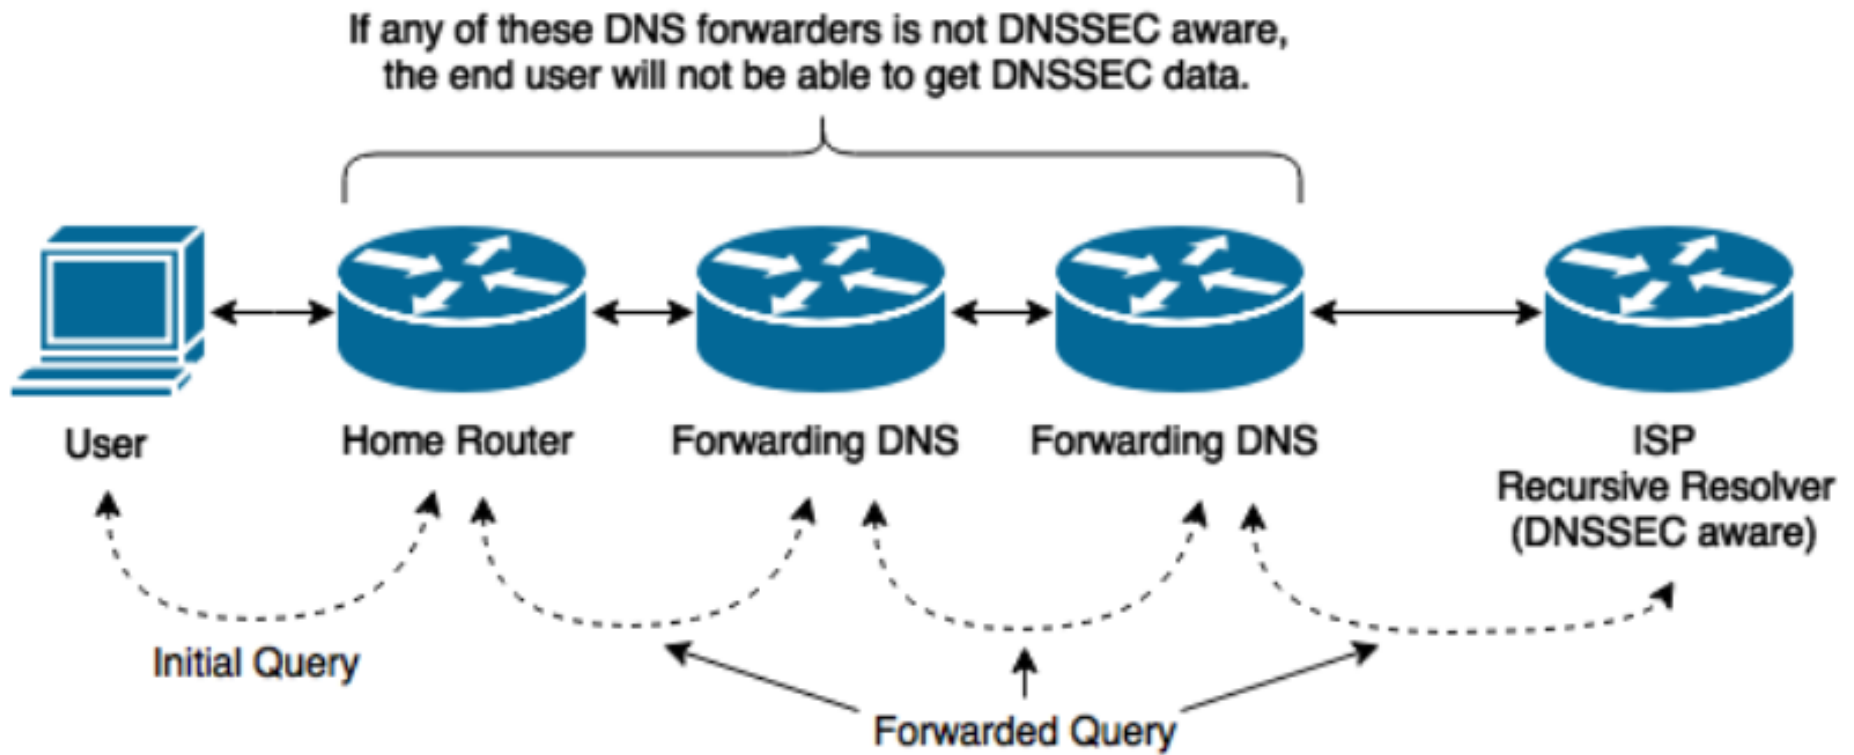 If any of these DNS forwarders is not DNSSEC aware,
the end user will not be able to get DNSSEC data.
User
Home Router
Forwarding DNS
Forwarding DNS
ISP
Recursive Resolver
(DNSSEC aware)
Initial Query
Forwarded Query